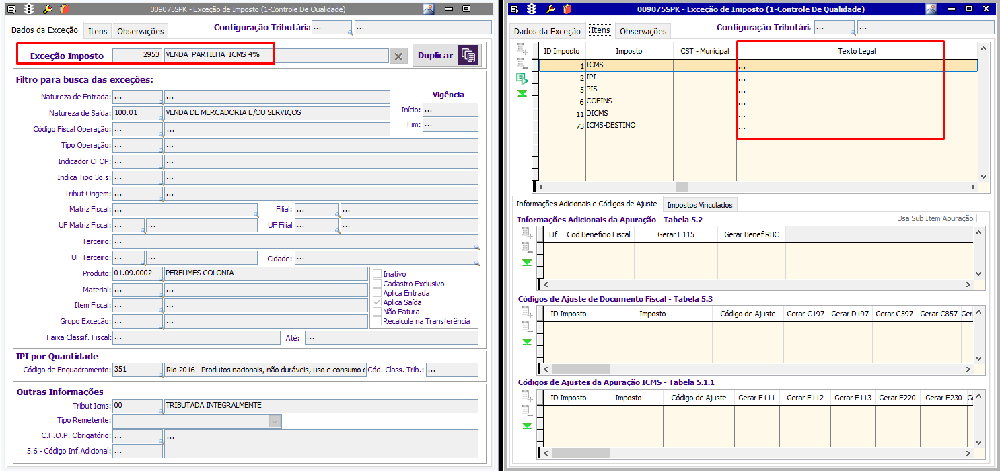 009075SPK - Exceção de Imposto (1-Controle De Qualidade)
Dados da Exceção
Itens
Observações
Configuração Tributária
...
...
Exceção Imposto
2953
VENDA PARTILHA ICMS 4%
Duplicar
Filtro para busca das exceções:
Natureza de Entrada:
...
...
Vigência
Natureza de Saída:
100.01
VENDA DE MERCADORIA E/OU SERVIÇOS
Início:
...
Fim:
...
Código Fiscal Operação:
...
...
Tipo Operação:
...
...
Indicador CFOP:
...
...
Indica Tipo 3o.s:
...
...
Tribut Origem:
...
...
Matriz Fiscal:
...
Filial:
...
...
UF Matriz Fiscal:
...
...
UF Filial
...
...
Terceiro:
...
UF Terceiro:
...
...
Cidade:
...
Produto:
01.09.0002
PERFUMES COLONIA
Material:
...
...
Item Fiscal:
...
...
Grupo Exceção:
...
...
Inativo
Cadastro Exclusivo
Aplica Entrada
Aplica Saída
Não Fatura
Recalcula na Transferência
Faixa Classif. Fiscal:
...
Até:
...
IPI por Quantidade
Código de Enquadramento:
351
Rio 2016 - Produtos nacionais, não duráveis, uso e consumo
Cód. Class. Trib.:
...
Outras Informações
Tribut Icms:
00
TRIBUTADA INTEGRALMENTE
Tipo Remetente:
C.F.O.P. Obrigatório:
...
...
5.6 - Código Inf.Adicional:
...
009075SPK - Exceção de Imposto (1-Controle De Qualidade)
Dados da Exceção
Itens
Observações
Configuração Tributária
...
...
ID Imposto
Imposto
CST - Municipal
Texto Legal
1 ICMS ...
2 IPI ...
5 PIS ...
6 COFINS ...
11 DICMS ...
73 ICMS-DESTINO ...
Informações Adicionais e Códigos de Ajuste
Impostos Vinculados
Informações Adicionais da Apuração - Tabela 5.2
Usa Sub Item Apuração
Uf
Cod Beneficio Fiscal
Gerar E115
Gerar Benef RBC
Códigos de Ajuste de Documento Fiscal - Tabela 5.3
ID Imposto
Imposto
Código de Ajuste
Gerar C197
Gerar D197
Gerar C597
Gerar C857
Ger
Códigos de Ajustes da Apuração ICMS - Tabela 5.1.1
ID Imposto
Imposto
Código de Ajuste
Gerar E111
Gerar E112
Gerar E113
Gerar E220
Gerar E230